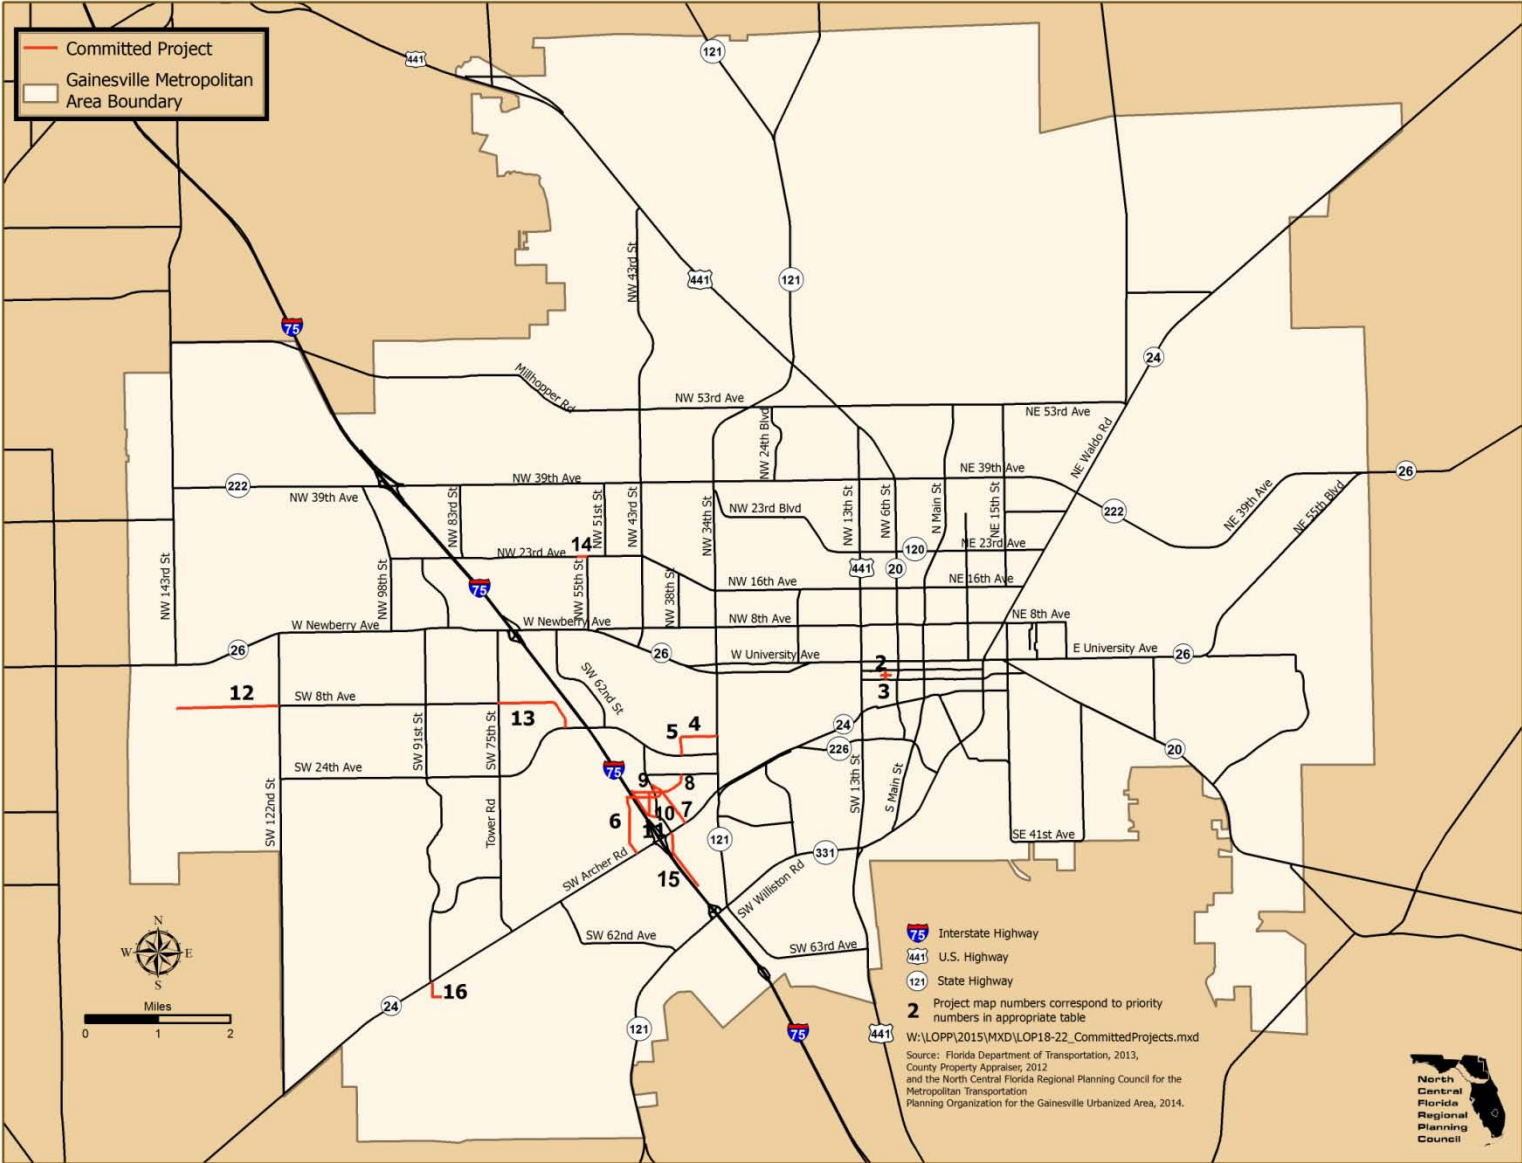 Committed Project
Gainesville Metropolitan
Area Boundary
441
121
NW 43rd St
441
121
75
24
Millhopper Rd
NW 53rd Ave
NE 53rd Ave
NW 24th Blvd
NE Waldo Rd
222
NW 39th Ave
NW 39th Ave
NE 39th Ave
26
NW 83rd St
NW 51st St
NW 43rd St
NW 34th St
NW 23rd Blvd
NW 13th St
NW 6th St
N Main St
NE 15th St
222
NE 39th Ave
NE 55th Blvd
14
NW 23rd Ave
120
NE 23rd Ave
NW 143rd St
NW 98th St
75
NW 55th St
NW 38th St
NW 16th Ave
441
20
NE 16th Ave
W Newberry Ave
W Newberry Ave
NW 8th Ave
NE 8th Ave
26
26
W University Ave
E University Ave
26
2
3
12
SW 8th Ave
13
SW 62nd St
5
4
24
226
20
SW 91st St
SW 75th St
SW 24th Ave
75
9
8
SW 122nd St
Tower Rd
6
10
7
11
SW 13th St
S Main St
121
SE 41st Ave
SW Archer Rd
331
15
SW Williston Rd
SW 62nd Ave
SW 63rd Ave
N
W
E
S
16
24
121
75
441
Miles
0
1
2
75
Interstate Highway
441
U.S. Highway
121
State Highway
2
Project map numbers correspond to priority
numbers in appropriate table
W:\LOPP\2015\MXD\LOP18-22_CommittedProjects.mxd
Source: Florida Department of Transportation, 2013,
County Property Appraiser, 2012
and the North Central Florida Regional Planning Council for the
Metropolitan Transportation
Planning Organization for the Gainesville Urbanized Area, 2014.
North
Central
Florida
Regional
Planning
Council